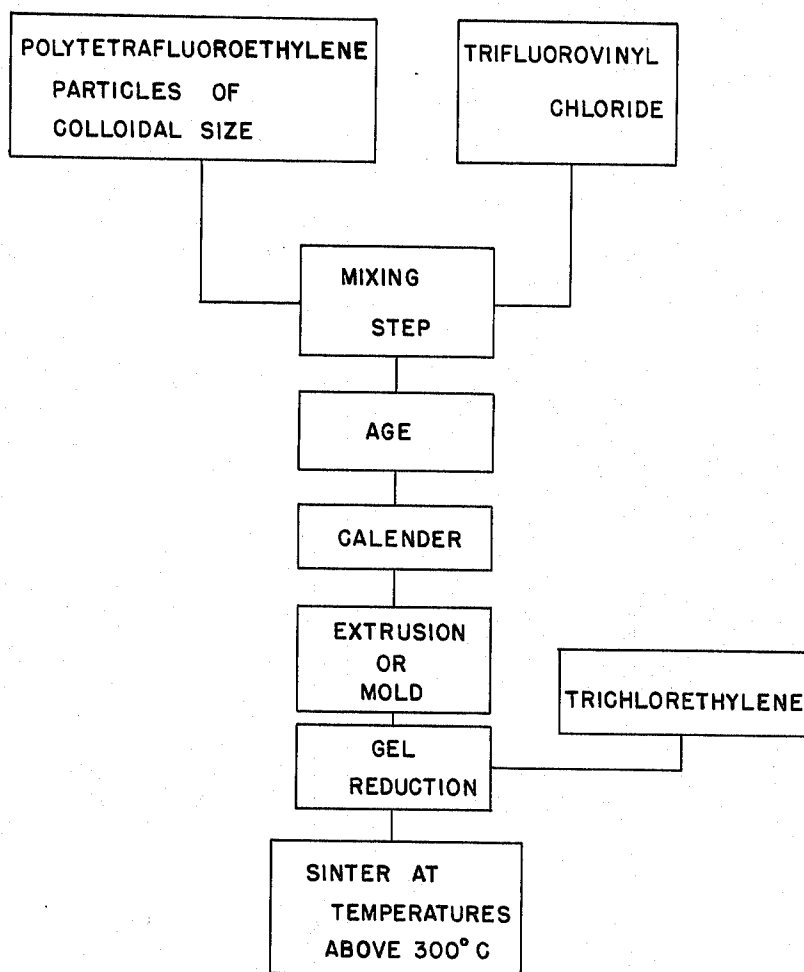 POLYTETRAFLUOROETHYLENE
PARTICLES OF
COLLOIDAL SIZE
TRIFLUOROVINYL
CHLORIDE
MIXING
STEP
AGE
CALENDER
EXTRUSION
OR
MOLD
TRICHLORETHYLENE
GEL
REDUCTION
SINTER AT
TEMPERATURES
ABOVE 300° C